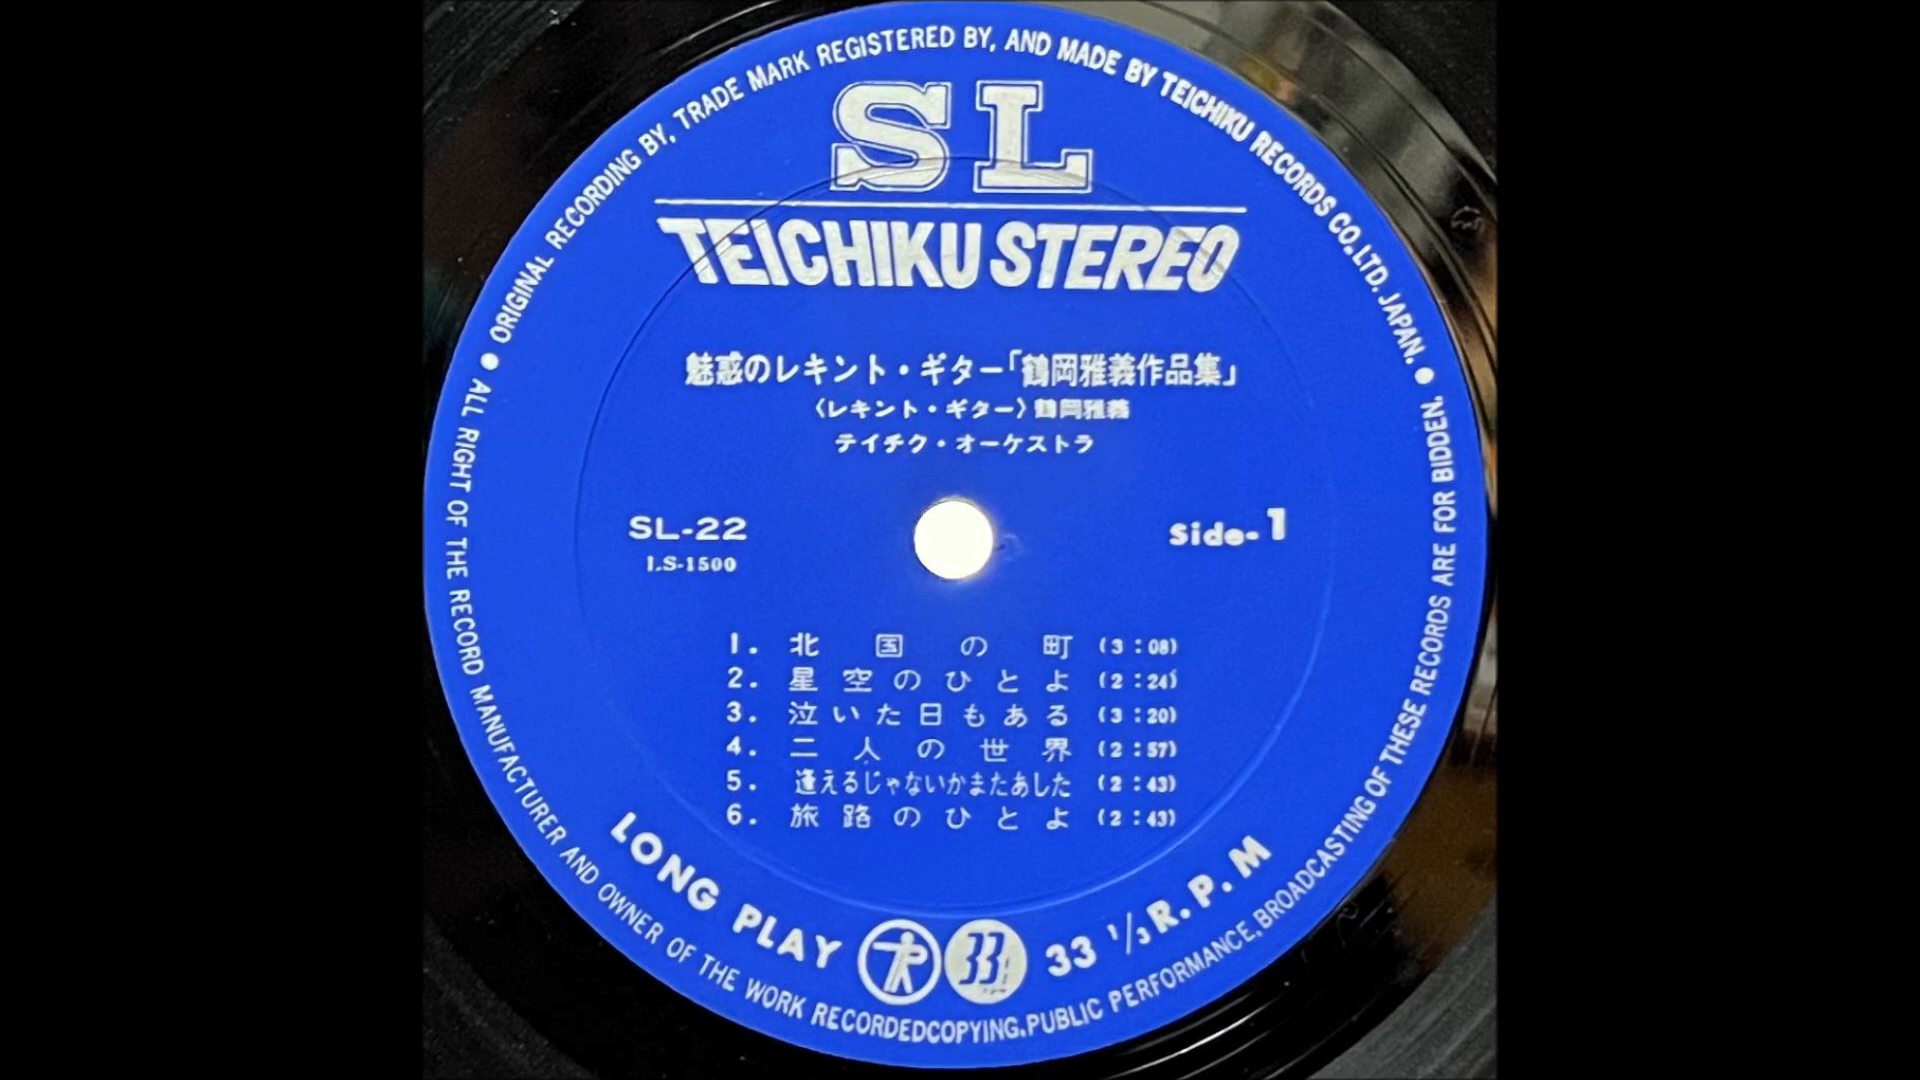 ● ORIGINAL RECORDING BY, TRADE MARK REGISTERED BY, AND MADE BY TEICHIKU RECORDS CO.LTD. JAPAN. ●
SL
TEICHIKU STEREO
魅惑のレキント・ギター「鶴岡雅義作品集」
〈レキント・ギター〉鶴岡雅義
テイチク・オーケストラ
SL-22
Side-1
LS-1500
1. 北国の町 (3:08)
2. 星空のひとよ (2:24)
3. 泣いた日もある (3:20)
4. 二人の世界 (2:57)
5. 逢えるじゃないかまたあした (2:43)
6. 旅路のひとよ (2:43)
LONG PLAY 33 33 1/3 R.P.M
ALL RIGHT OF THE RECORD MANUFACTURER AND OWNER OF THE WORK RECORDEDCOPYING.PUBLIC PERFORMANCE.BROADCASTING OF THESE RECORDS ARE FOR BIDDEN.